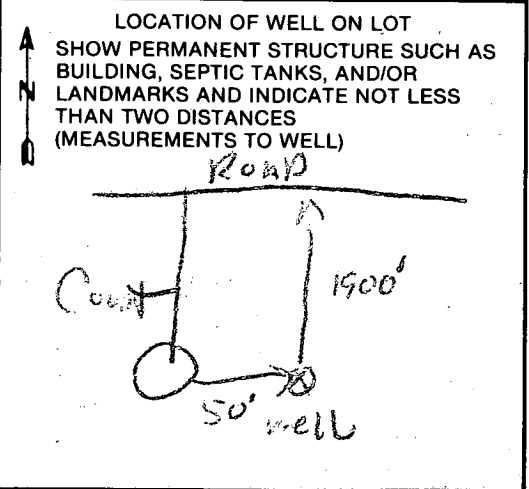 LOCATION OF WELL ON LOT
SHOW PERMANENT STRUCTURE SUCH AS
BUILDING, SEPTIC TANKS, AND/OR
LANDMARKS AND INDICATE NOT LESS
THAN TWO DISTANCES
(MEASUREMENTS TO WELL)
N
Road
1900'
50'
well